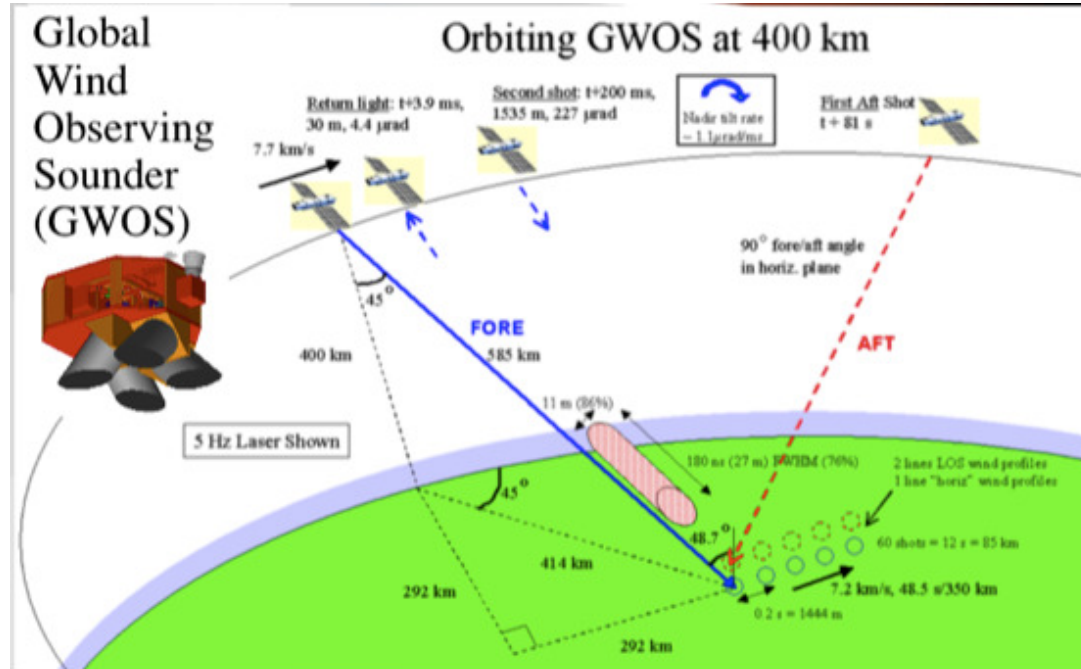 Global
Wind
Observing
Sounder
(GWOS)
Orbiting GWOS at 400 km
Return light: t+3.9 ms,
30 m, 4.4 µrad
Second shot: t+200 ms,
1535 m, 227 µrad
Nadir tilt rate
~ 1.1µrad/ms
First Aft Shot
t + 81 s
7.7 km/s
90° fore/aft angle
in horiz. plane
45°
FORE
585 km
AFT
400 km
11 m (86%)
5 Hz Laser Shown
180 ns (27 m) FWHM (76%)
2 lines LOS wind profiles
1 line "horiz" wind profiles
45°
48.7°
60 shots = 12 s = 85 km
414 km
7.2 km/s, 48.5 s/350 km
292 km
0.2 s = 1444 m
292 km